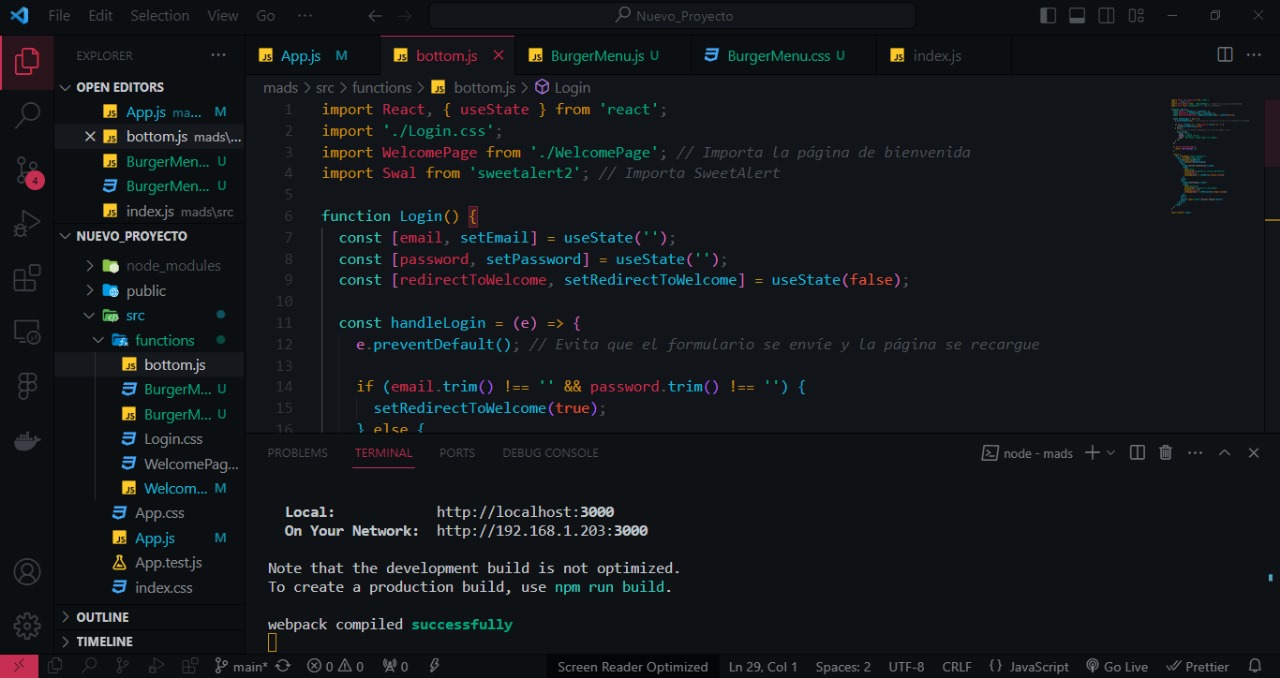 File Edit Selection View Go ··· Nuevo_Proyecto
EXPLORER ···
App.js M bottom.js BurgerMenu.js U BurgerMenu.css U index.js ···
OPEN EDITORS
App.js ma... M
bottom.js mads\...
BurgerMen... U
BurgerMen... U
index.js mads\src
NUEVO_PROYECTO
node_modules
public
src
functions
bottom.js
BurgerM... U
BurgerM... U
Login.css
WelcomePag...
Welcom... M
App.css
App.js M
App.test.js
index.css
OUTLINE
TIMELINE
4
mads > src > functions > bottom.js > Login
1 import React, { useState } from 'react';
2 import './Login.css';
3 import WelcomePage from './WelcomePage'; // Importa la página de bienvenida
4 import Swal from 'sweetalert2'; // Importa SweetAlert
5
6 function Login() {
7 const [email, setEmail] = useState('');
8 const [password, setPassword] = useState('');
9 const [redirectToWelcome, setRedirectToWelcome] = useState(false);
10
11 const handleLogin = (e) => {
12 e.preventDefault(); // Evita que el formulario se envíe y la página se recargue
13
14 if (email.trim() !== '' && password.trim() !== '') {
15 setRedirectToWelcome(true);
16 } else {
PROBLEMS TERMINAL PORTS DEBUG CONSOLE node - mads ···
Local: http://localhost:3000
On Your Network: http://192.168.1.203:3000
Note that the development build is not optimized.
To create a production build, use npm run build.
webpack compiled successfully
main* 0 0 0 Screen Reader Optimized Ln 29, Col 1 Spaces: 2 UTF-8 CRLF {} JavaScript Go Live Prettier